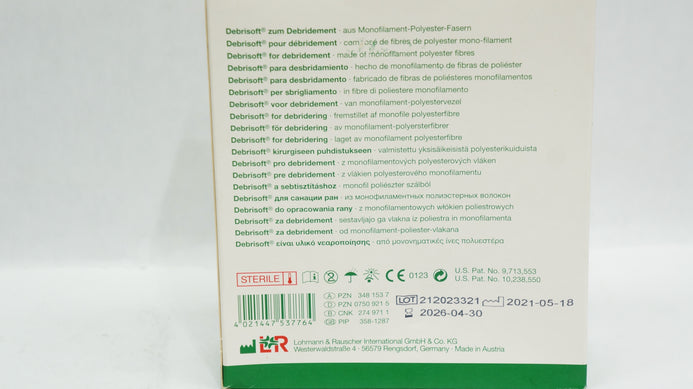 Debrisoft® zum Debridement · aus Monofilament-Polyester-Fasern
Debrisoft® pour débridement · composé de fibres de polyester mono-filament
Debrisoft® for debridement · made of monofilament polyester fibres
Debrisoft® para desbridamiento · hecho de monofilamento de fibras de poliéster
Debrisoft® para desbridamento · fabricado de fibras de poliésteres monofilamentos
Debrisoft® per sbrigliamento · in fibre di poliestere monofilamento
Debrisoft® voor debridement · van monofilament-polyestervezel
Debrisoft® for debridering · fremstillet af monofile polyesterfibre
Debrisoft® för debridering · av monofilament-polyersterfibrer
Debrisoft® for debridering · laget av monofilament polyesterfibre
Debrisoft® kirurgiseen puhdistukseen · valmistettu yksisäikeisistä polyesterikuiduista
Debrisoft® pro debridement · z monofilamentových polyesterových vláken
Debrisoft® pre debridement · z vlákien polyesterového monofilamentu
Debrisoft® a sebtisztításhoz · monofil poliészter szálból
Debrisoft® для санации ран · из монофиламентных полиэстерных волокон
Debrisoft® do opracowania rany · z monofilamentowych włókien poliestrowych
Debrisoft® za debridement · sestavljajo ga vlakna iz poliestra in monofilamenta
Debrisoft® za debridement · od monofilament-poliester-vlakana
Debrisoft® είναι υλικό νεαροποίησης · από μονονηματικές ίνες πολυεστέρα
STERILE
2
CE 0123
U.S. Pat. No. 9,713,550
U.S. Pat. No. 10,238,550
A PZN 348 153 7
D PZN 0750 921 5
B CNK 274 971 1
GB PIP 358-1287
LOT 212023321 2021-05-18
2026-04-30
4 021447 537764
L&R
Lohmann & Rauscher International GmbH & Co. KG
Westerwaldstraße 4 · 56579 Rengsdorf, Germany · Made in Austria